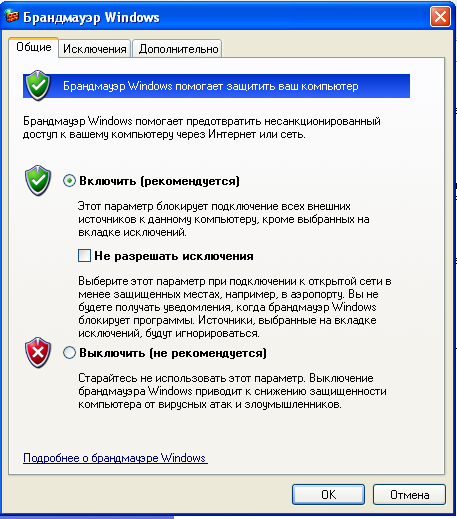 Брандмауэр Windows
Общие Исключения Дополнительно
Брандмауэр Windows помогает защитить ваш компьютер
Брандмауэр Windows помогает предотвратить несанкционированный
доступ к вашему компьютеру через Интернет или сеть.
Включить (рекомендуется)
Этот параметр блокирует подключение всех внешних
источников к данному компьютеру, кроме выбранных на
вкладке исключений.
Не разрешать исключения
Выберите этот параметр при подключении к открытой сети в
менее защищенных местах, например, в аэропорту. Вы не
будете получать уведомления, когда брандмауэр Windows
блокирует программы. Источники, выбранные на вкладке
исключений, будут игнорироваться.
Выключить (не рекомендуется)
Старайтесь не использовать этот параметр. Выключение
брандмауэра Windows приводит к снижению защищенности
компьютера от вирусных атак и злоумышленников.
Подробнее о брандмауэре Windows
OK Отмена